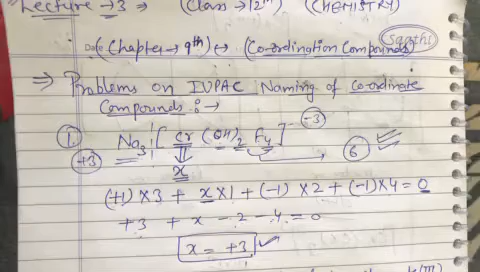 Lecture → 3 → (Class → 12th) (CHEMISTRY)
Saathi
Date
(Chapter → 9th) ↔ (Co-ordination Compounds)
⇒ Problems on IUPAC Naming of Co-ordinate
Compounds :→
① Na3 [Cr(OH)2 F4] -3
+3 x → 6
(+1)×3 + x×1 + (-1)×2 + (-1)×4 = 0
+3 + x - 2 - 4 = 0
x = +3 ✓